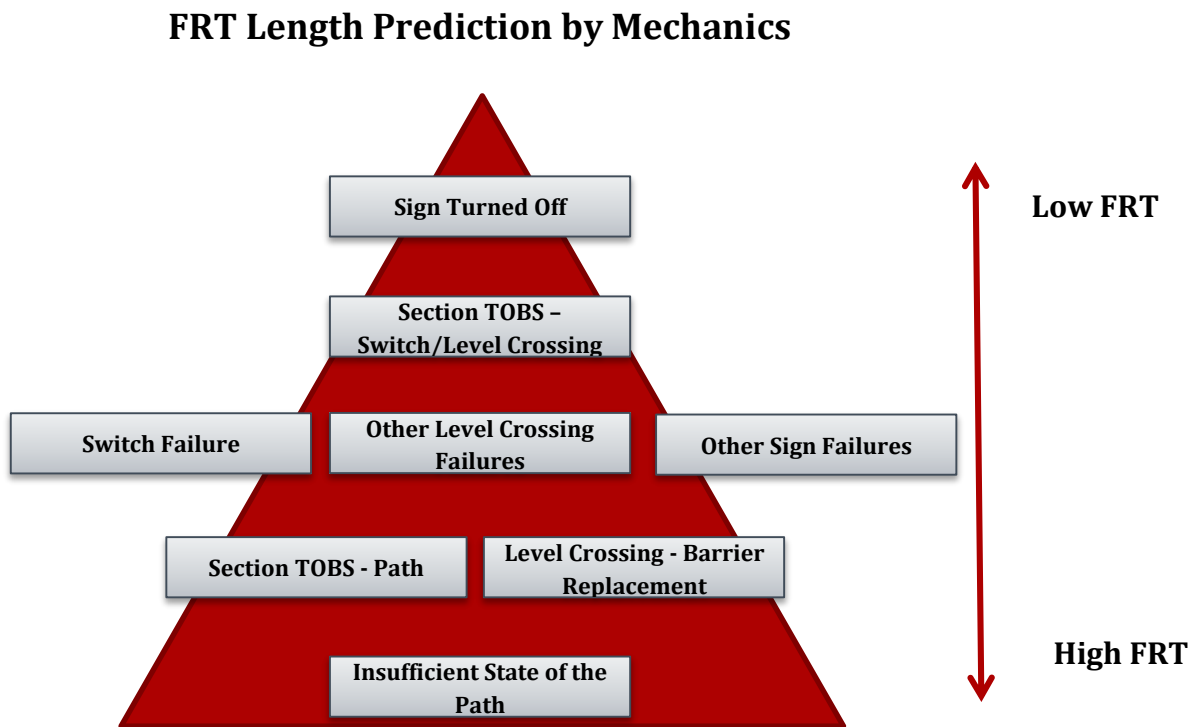 FRT Length Prediction by Mechanics
Sign Turned Off
Low FRT
Section TOBS –
Switch/Level Crossing
Switch Failure
Other Level Crossing
Failures
Other Sign Failures
Section TOBS - Path
Level Crossing - Barrier
Replacement
High FRT
Insufficient State of the
Path